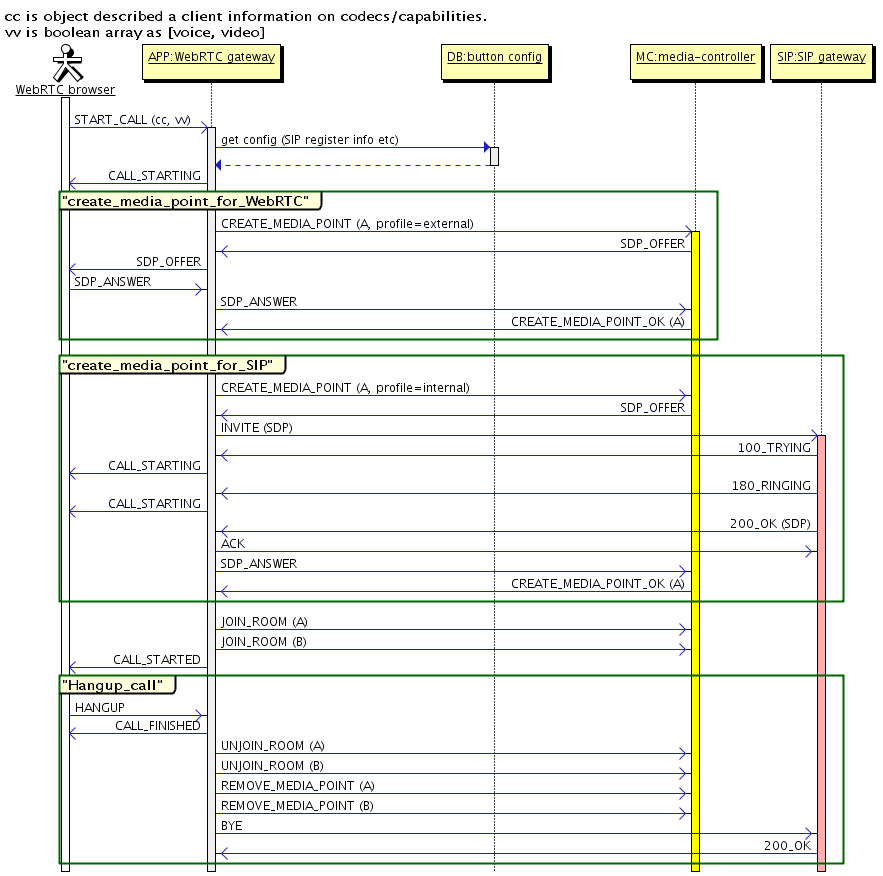 cc is object described a client information on codecs/capabilities.
vv is boolean array as [voice, video]
WebRTC browser
APP:WebRTC gateway
DB:button config
MC:media-controller
SIP:SIP gateway
START_CALL (cc, vv)
get config (SIP register info etc)
CALL_STARTING
"create_media_point_for_WebRTC"
CREATE_MEDIA_POINT (A, profile=external)
SDP_OFFER
SDP_OFFER
SDP_ANSWER
SDP_ANSWER
CREATE_MEDIA_POINT_OK (A)
"create_media_point_for_SIP"
CREATE_MEDIA_POINT (A, profile=internal)
SDP_OFFER
INVITE (SDP)
100_TRYING
CALL_STARTING
180_RINGING
CALL_STARTING
200_OK (SDP)
ACK
SDP_ANSWER
CREATE_MEDIA_POINT_OK (A)
JOIN_ROOM (A)
JOIN_ROOM (B)
CALL_STARTED
"Hangup_call"
HANGUP
CALL_FINISHED
UNJOIN_ROOM (A)
UNJOIN_ROOM (B)
REMOVE_MEDIA_POINT (A)
REMOVE_MEDIA_POINT (B)
BYE
200_OK